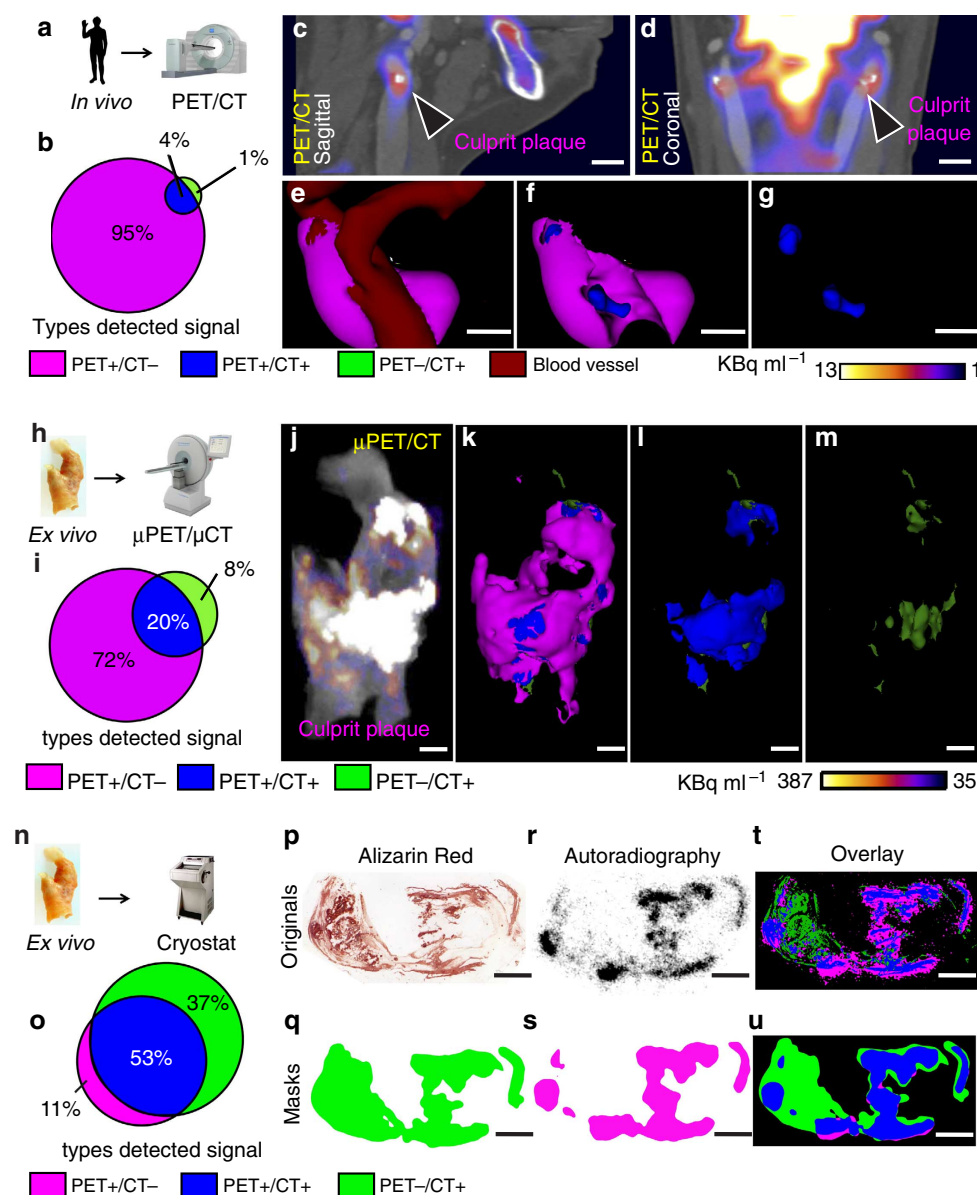 a
In vivo
PET/CT
b
4%
1%
95%
Types detected signal
c
PET/CT
Sagittal
Culprit plaque
d
PET/CT
Coronal
Culprit
plaque
e
f
g
PET+/CT–
PET+/CT+
PET–/CT+
Blood vessel
KBq ml⁻¹
13
1
h
Ex vivo
μPET/μCT
i
8%
20%
72%
types detected signal
j
μPET/CT
Culprit plaque
k
l
m
PET+/CT–
PET+/CT+
PET–/CT+
KBq ml⁻¹
387
35
n
Ex vivo
Cryostat
o
37%
53%
11%
types detected signal
p
Alizarin Red
r
Autoradiography
t
Overlay
Originals
q
s
u
Masks
PET+/CT–
PET+/CT+
PET–/CT+